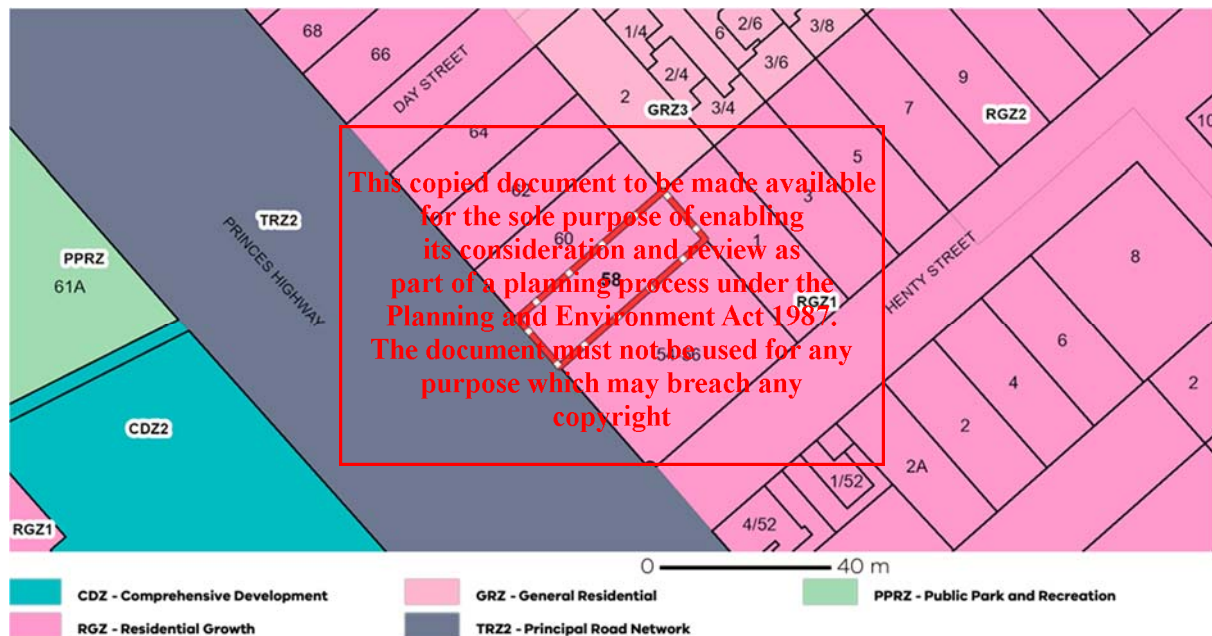 68
66
DAY STREET
64
62
60
58
1/4
2/4
2
6
2/6
3/8
3/6
3/4
GRZ3
9
7
RGZ2
5
3
1
10
RGZ1
HENTY STREET
8
6
4
2
2
2A
54-56
1/52
4/52
TRZ2
PRINCES HIGHWAY
PPRZ
61A
CDZ2
RGZ1
This copied document to be made available
for the sole purpose of enabling
its consideration and review as
part of a planning process under the
Planning and Environment Act 1987.
The document must not be used for any
purpose which may breach any
copyright
0 40 m
CDZ - Comprehensive Development
GRZ - General Residential
PPRZ - Public Park and Recreation
RGZ - Residential Growth
TRZ2 - Principal Road Network